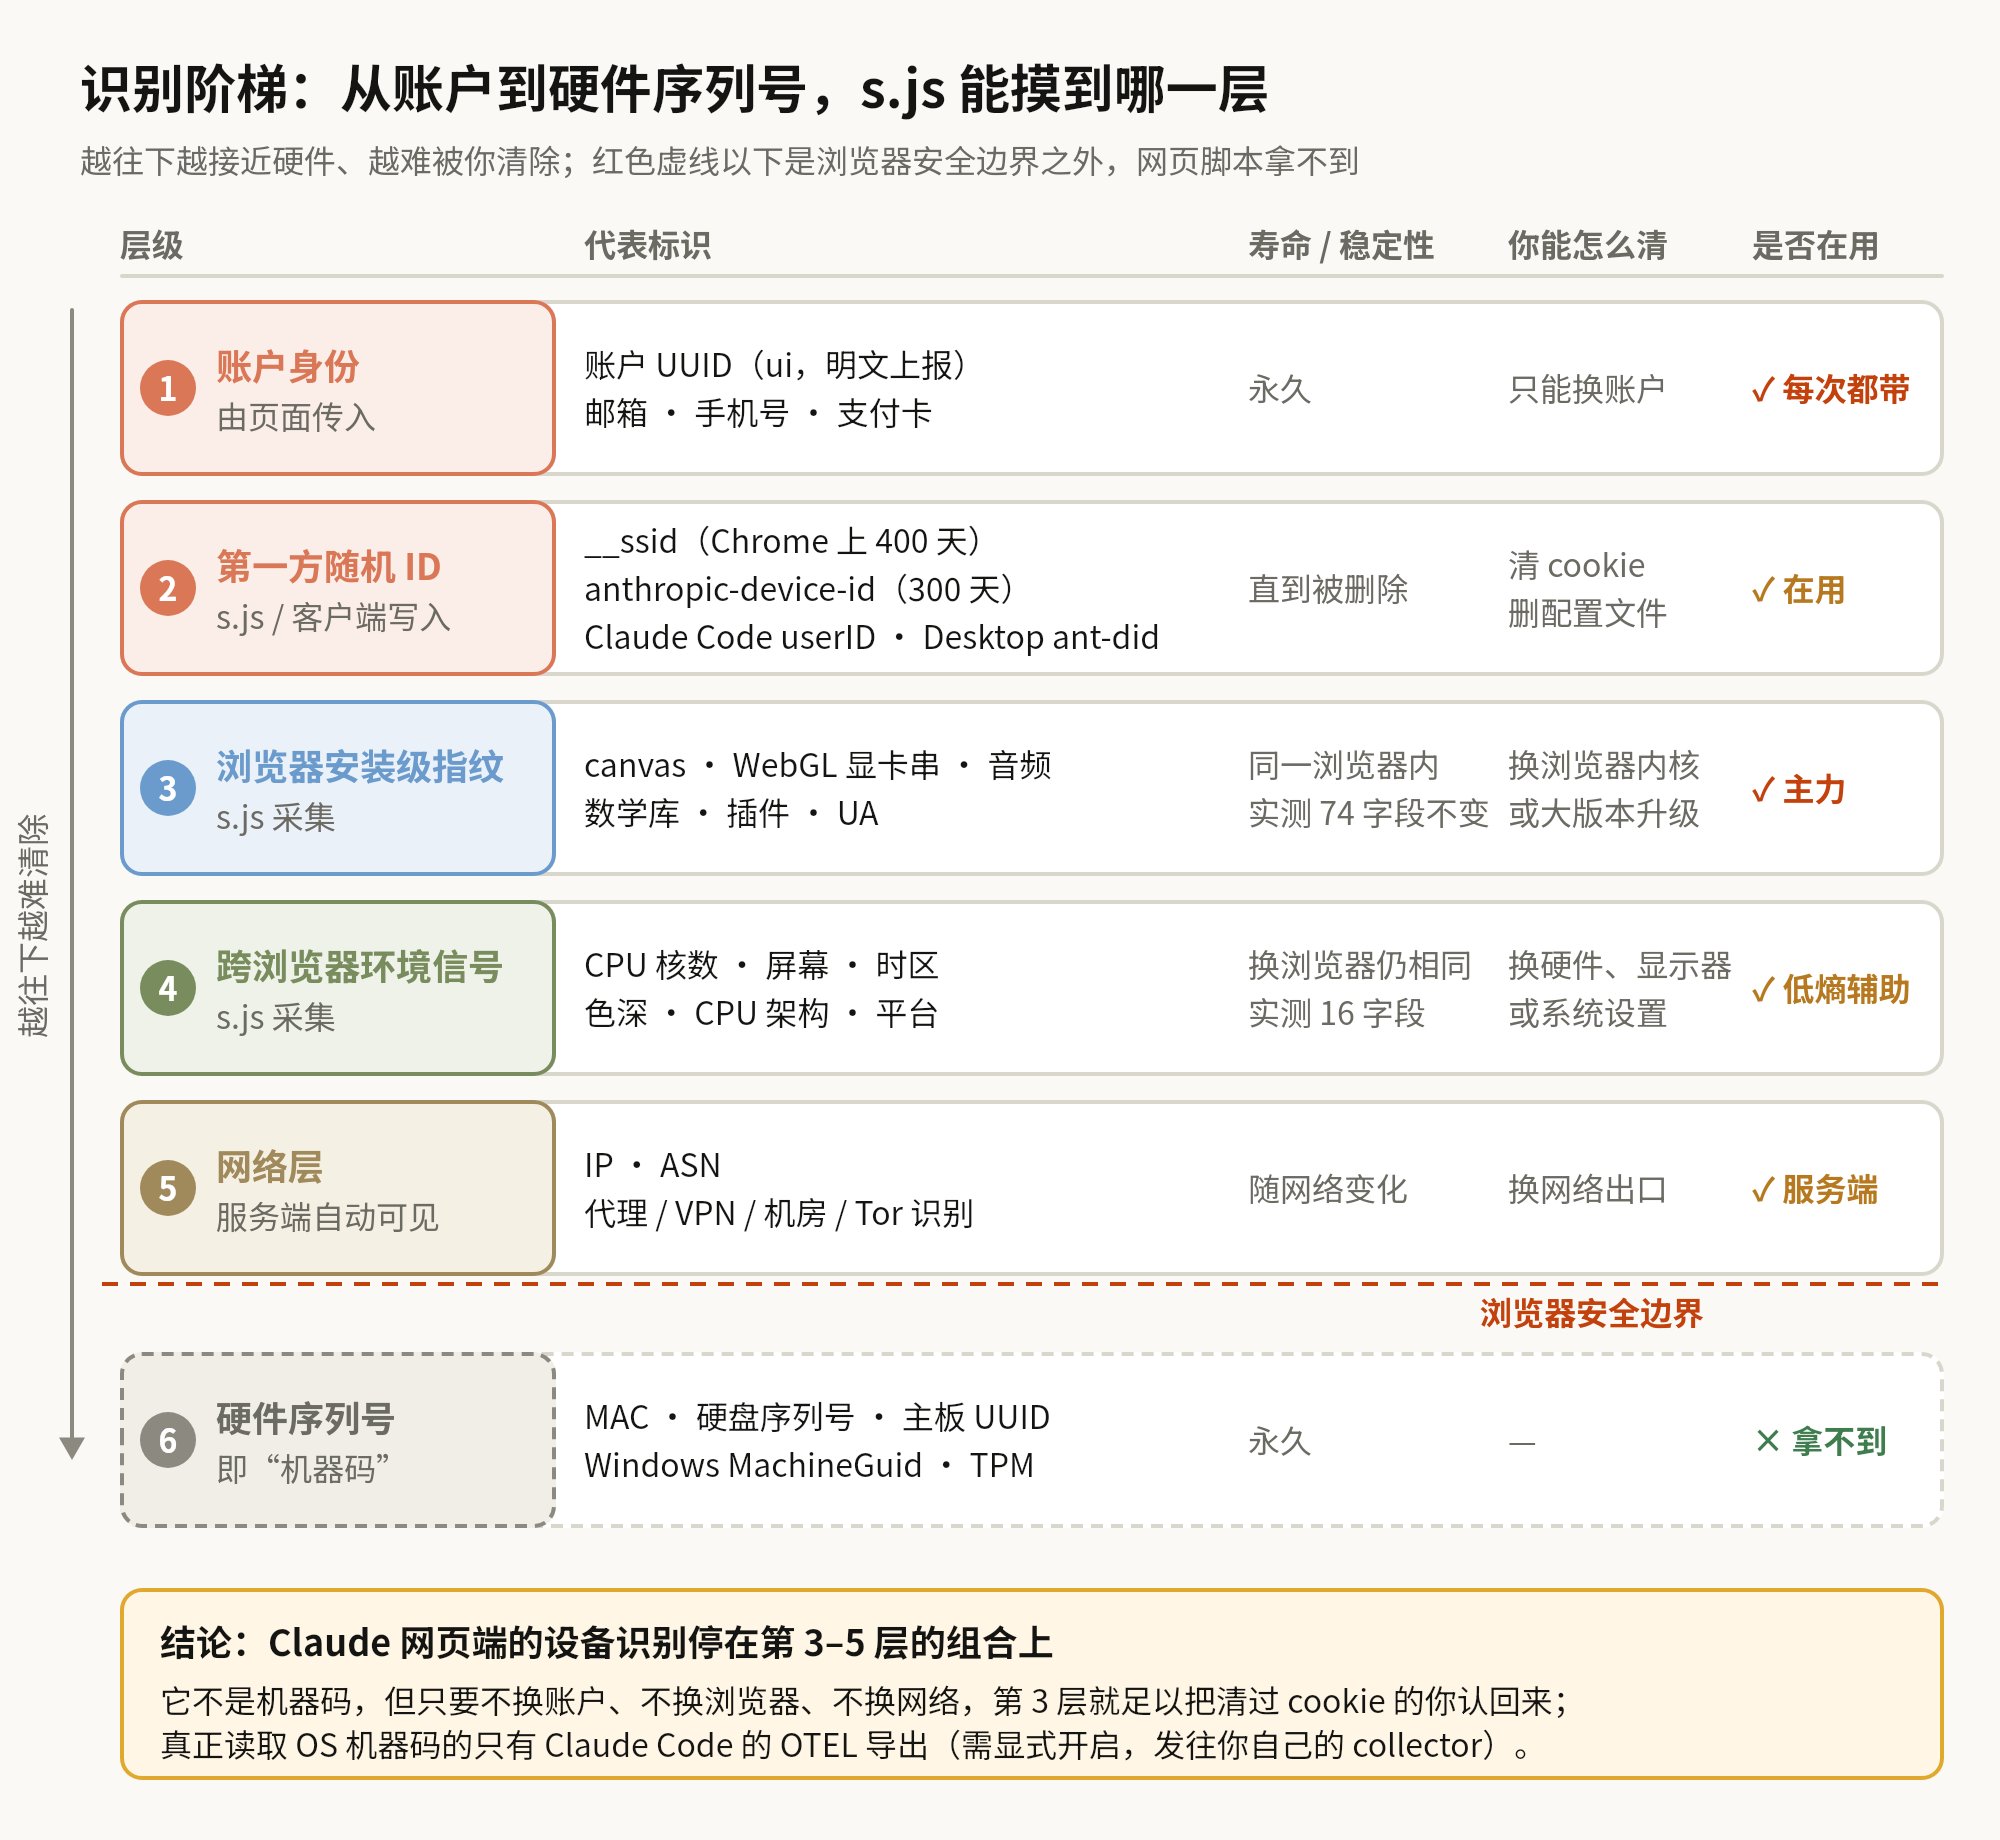 识别阶梯：从账户到硬件序列号，s.js 能摸到哪一层
越往下越接近硬件、越难被你清除；红色虚线以下是浏览器安全边界之外，网页脚本拿不到
层级 代表标识 寿命 / 稳定性 你能怎么清 是否在用
越往下越难清除
1 账户身份
由页面传入
账户 UUID（ui，明文上报）
邮箱 · 手机号 · 支付卡
永久
只能换账户
✓ 每次都带
2 第一方随机 ID
s.js / 客户端写入
__ssid（Chrome 上 400 天）
anthropic-device-id（300 天）
Claude Code userID · Desktop ant-did
直到被删除
清 cookie
删配置文件
✓ 在用
3 浏览器安装级指纹
s.js 采集
canvas · WebGL 显卡串 · 音频
数学库 · 插件 · UA
同一浏览器内
实测 74 字段不变
换浏览器内核
或大版本升级
✓ 主力
4 跨浏览器环境信号
s.js 采集
CPU 核数 · 屏幕 · 时区
色深 · CPU 架构 · 平台
换浏览器仍相同
实测 16 字段
换硬件、显示器
或系统设置
✓ 低熵辅助
5 网络层
服务端自动可见
IP · ASN
代理 / VPN / 机房 / Tor 识别
随网络变化
换网络出口
✓ 服务端
浏览器安全边界
6 硬件序列号
即“机器码”
MAC · 硬盘序列号 · 主板 UUID
Windows MachineGuid · TPM
永久
—
× 拿不到
结论：Claude 网页端的设备识别停在第 3–5 层的组合上
它不是机器码，但只要不换账户、不换浏览器、不换网络，第 3 层就足以把清过 cookie 的你认回来；
真正读取 OS 机器码的只有 Claude Code 的 OTEL 导出（需显式开启，发往你自己的 collector）。